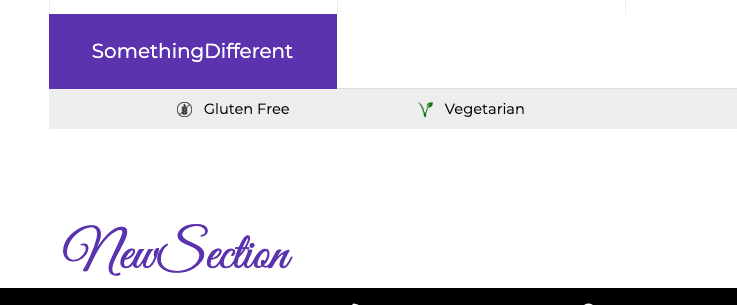 SomethingDifferent
Gluten Free Vegetarian
NewSection